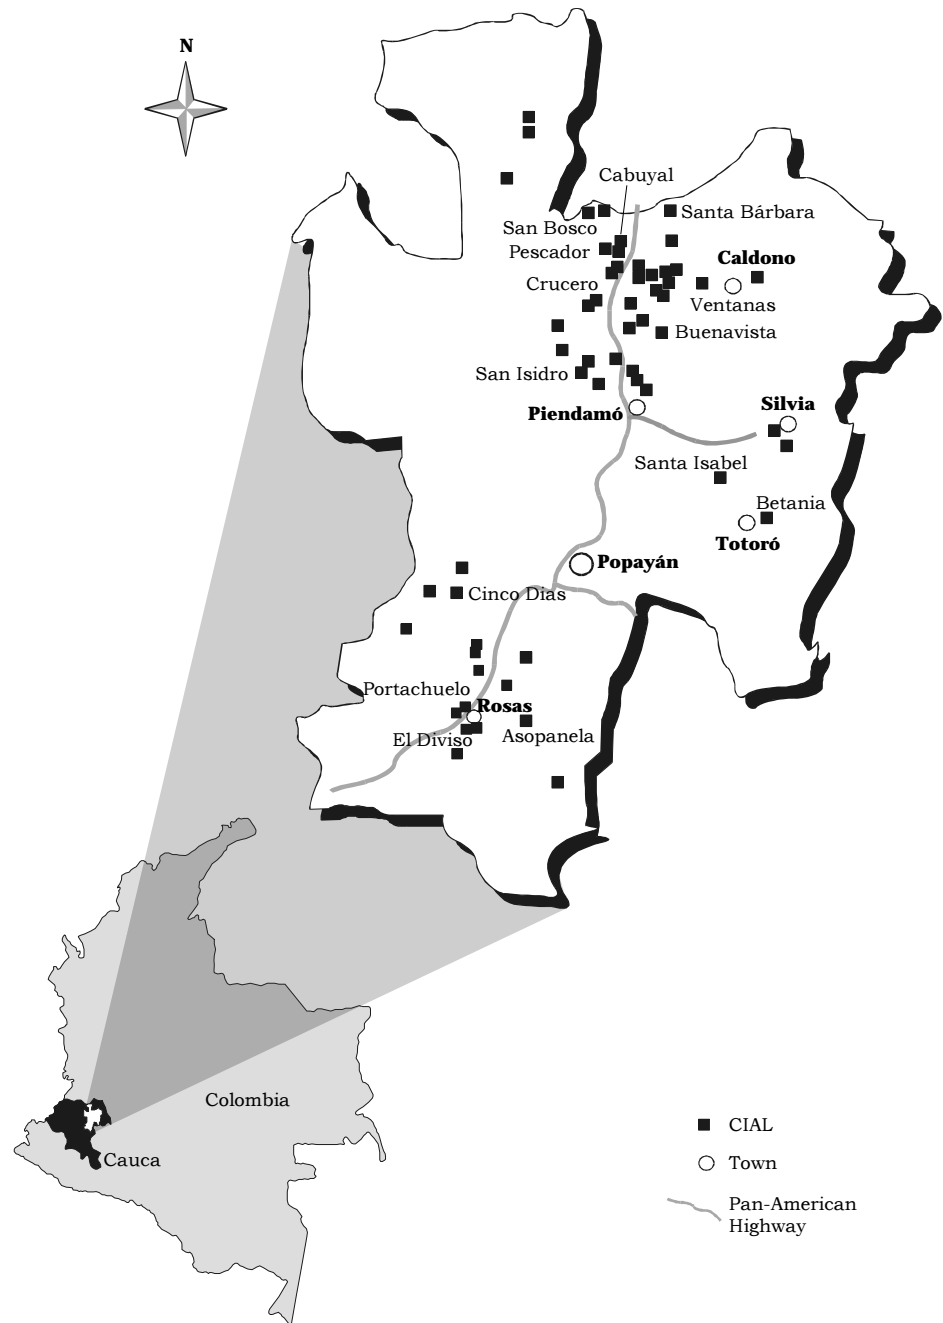 N
Cabuyal
Santa Bárbara
San Bosco
Pescador
Caldono
Crucero
Ventanas
Buenavista
San Isidro
Piendamó
Silvia
Santa Isabel
Betania
Totoró
Popayán
Cinco Dias
Portachuelo
Rosas
El Diviso
Asopanela
Colombia
Cauca
CIAL
Town
Pan-American
Highway